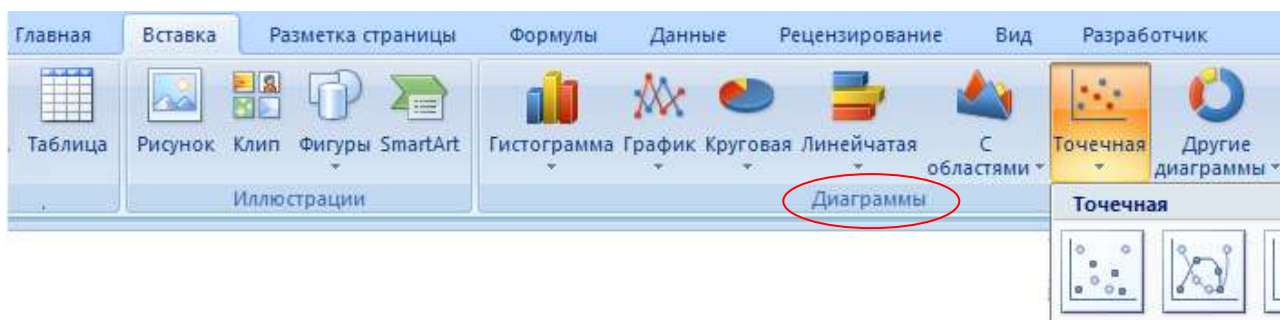 Главная Вставка Разметка страницы Формулы Данные Рецензирование Вид Разработчик
Таблица Рисунок Клип Фигуры SmartArt Гистограмма График Круговая Линейчатая С областями Точечная Другие диаграммы
Иллюстрации Диаграммы
Точечная